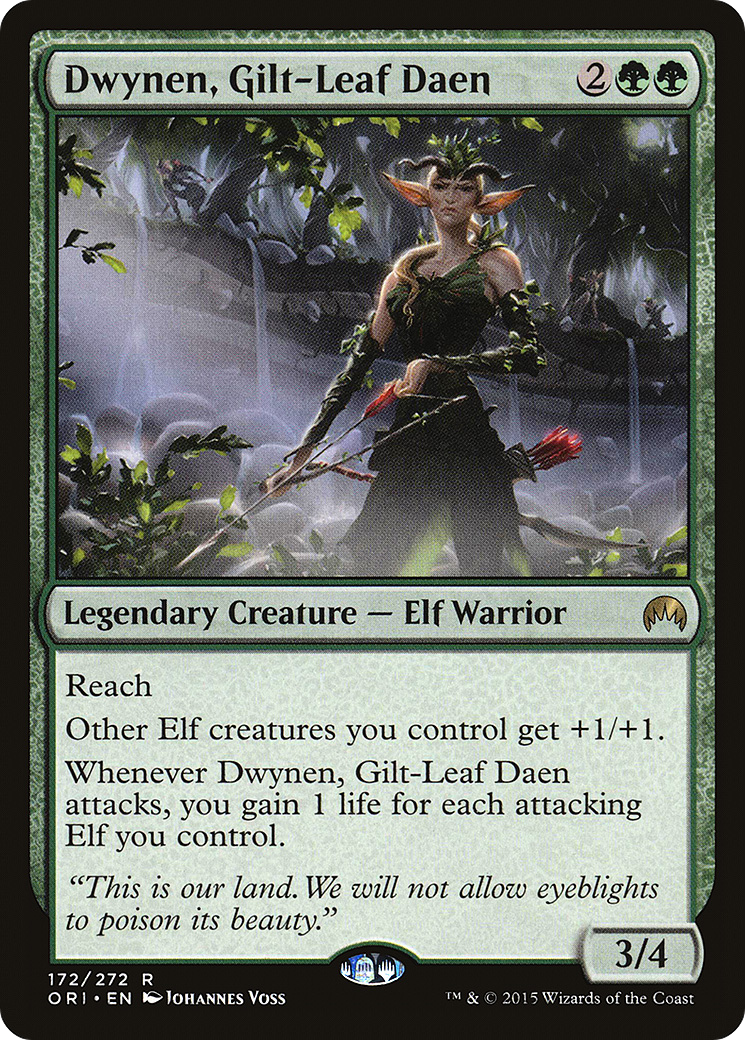 Dwynen, Gilt-Leaf Daen 2
Legendary Creature — Elf Warrior
Reach
Other Elf creatures you control get +1/+1.
Whenever Dwynen, Gilt-Leaf Daen
attacks, you gain 1 life for each attacking
Elf you control.
“This is our land. We will not allow eyeblights
to poison its beauty.”
3/4
172/272 R
ORI • EN Johannes Voss
™ & © 2015 Wizards of the Coast